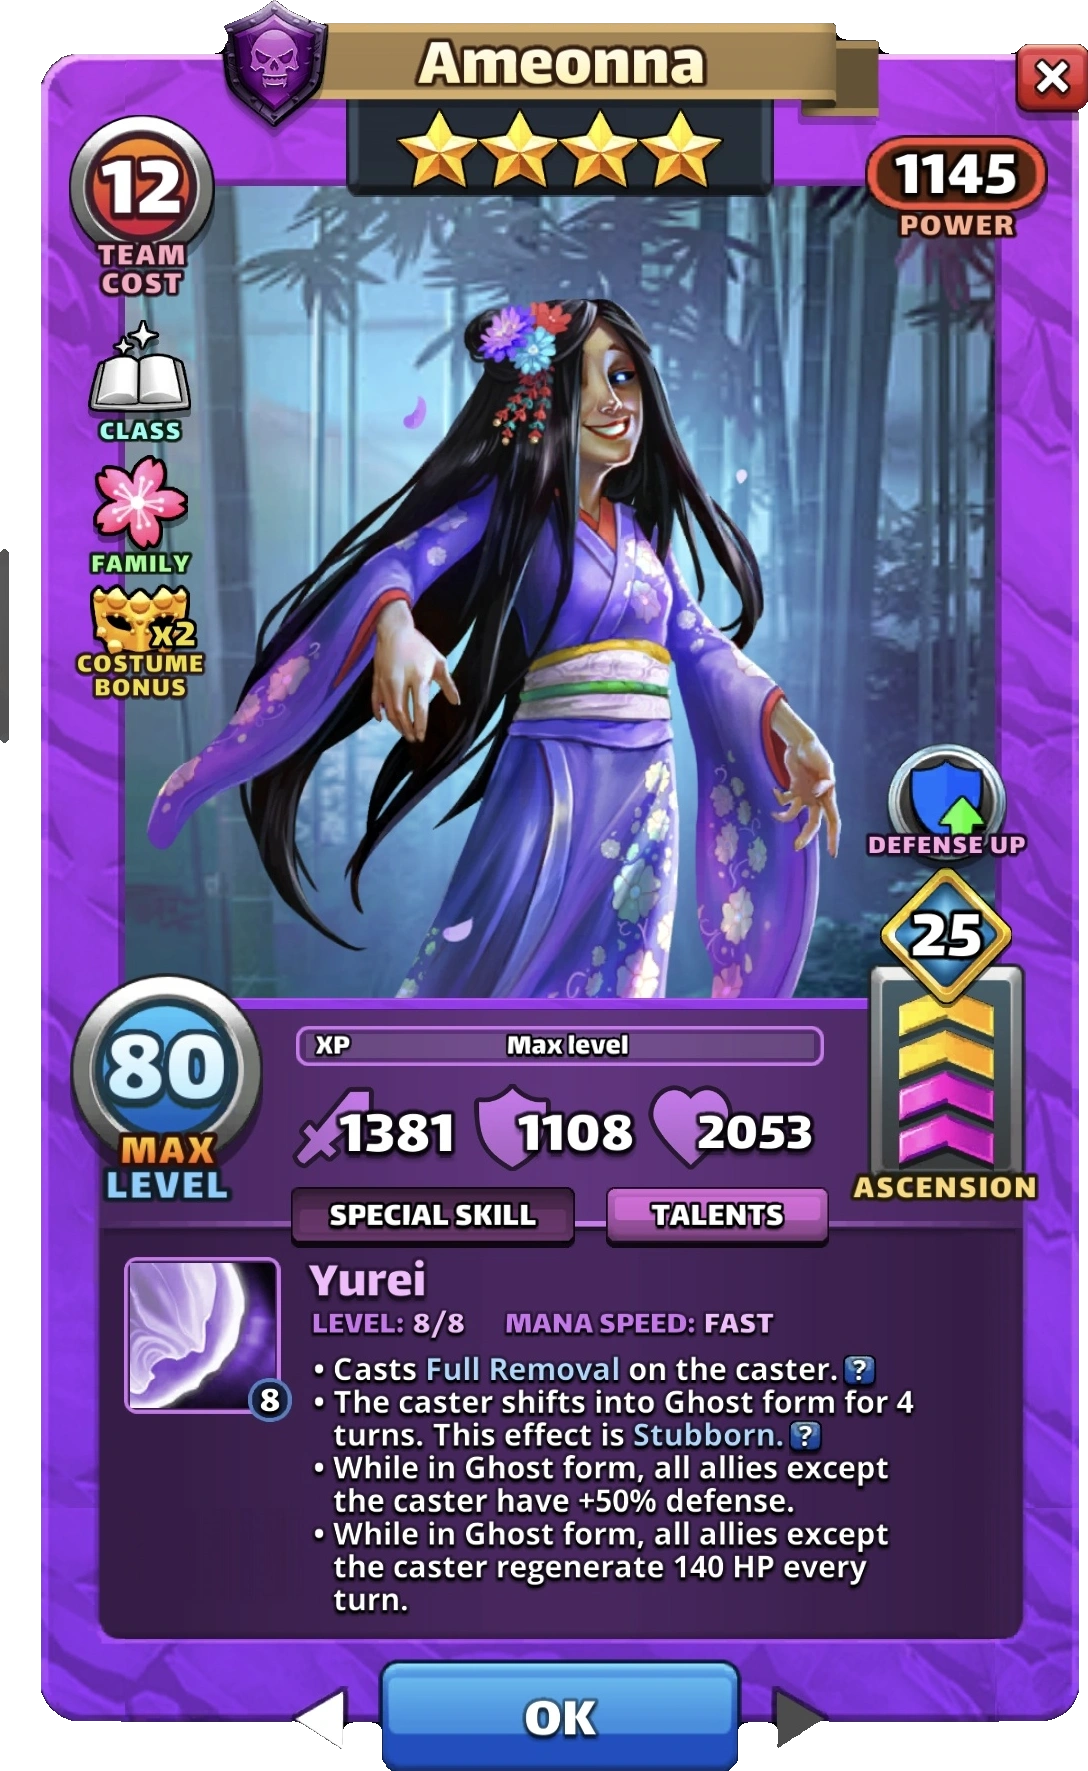 Ameonna
12
TEAM
COST
1145
POWER
CLASS
FAMILY
x2
COSTUME
BONUS
DEFENSE UP
25
80
MAX
LEVEL
XP Max level
1381 1108 2053
ASCENSION
SPECIAL SKILL TALENTS
Yurei
LEVEL: 8/8 MANA SPEED: FAST
8
• Casts Full Removal on the caster. ?
• The caster shifts into Ghost form for 4
turns. This effect is Stubborn. ?
• While in Ghost form, all allies except
the caster have +50% defense.
• While in Ghost form, all allies except
the caster regenerate 140 HP every
turn.
OK